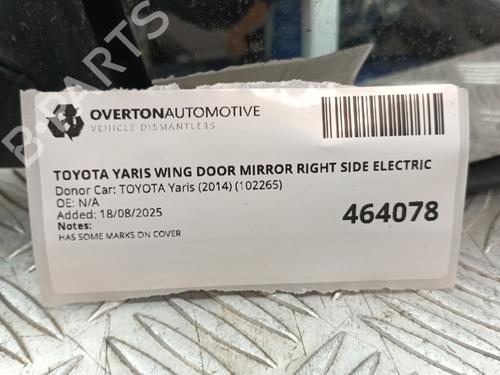 OVERTONAUTOMOTIVE
VEHICLE DISMANTLERS
TOYOTA YARIS WING DOOR MIRROR RIGHT SIDE ELECTRIC
Donor Car: TOYOTA Yaris (2014) (102265)
OE: N/A
Added: 18/08/2025
464078
Notes:
HAS SOME MARKS ON COVER
B-PARTS